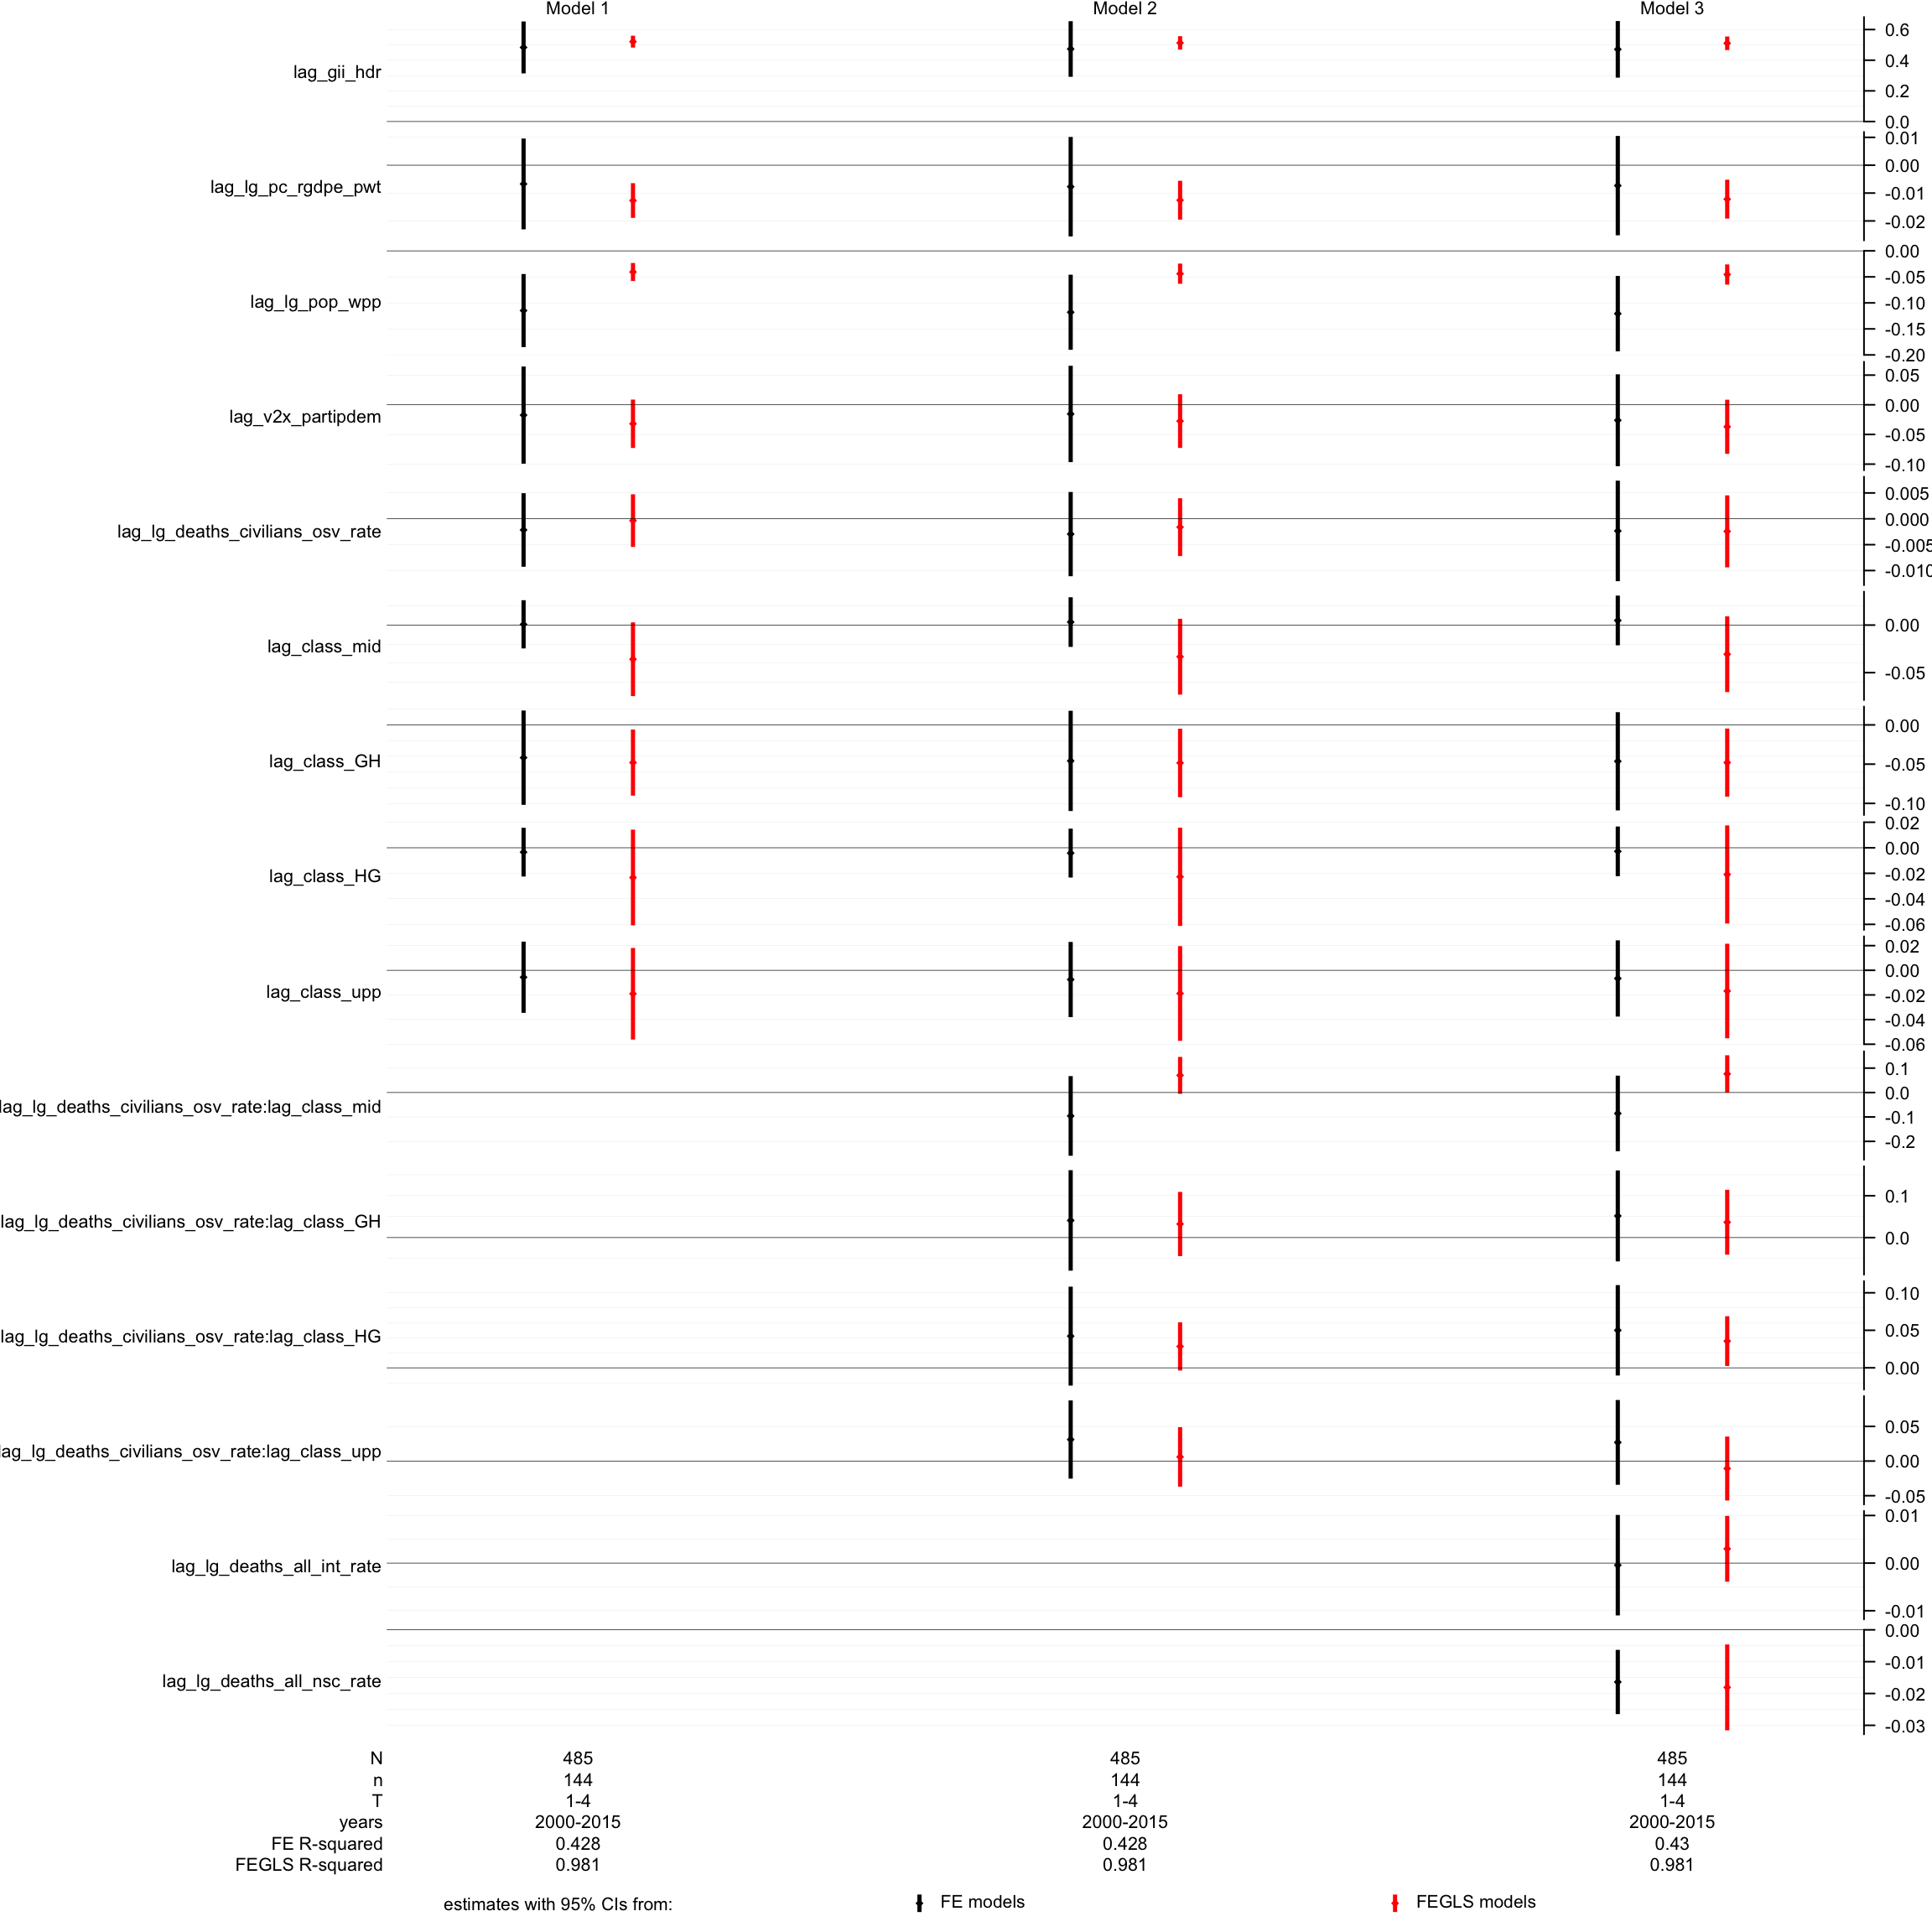 Model 1 Model 2 Model 3
lag_gii_hdr
0.6
0.4
0.2
0.0
lag_lg_pc_rgdpe_pwt
0.01
0.00
-0.01
-0.02
lag_lg_pop_wpp
0.00
-0.05
-0.10
-0.15
-0.20
lag_v2x_partipdem
0.05
0.00
-0.05
-0.10
lag_lg_deaths_civilians_osv_rate
0.005
0.000
-0.005
-0.010
lag_class_mid
0.00
-0.05
lag_class_GH
0.00
-0.05
-0.10
lag_class_HG
0.02
0.00
-0.02
-0.04
-0.06
lag_class_upp
0.02
0.00
-0.02
-0.04
-0.06
lag_lg_deaths_civilians_osv_rate:lag_class_mid
0.1
0.0
-0.1
-0.2
lag_lg_deaths_civilians_osv_rate:lag_class_GH
0.1
0.0
lag_lg_deaths_civilians_osv_rate:lag_class_HG
0.10
0.05
0.00
lag_lg_deaths_civilians_osv_rate:lag_class_upp
0.05
0.00
-0.05
lag_lg_deaths_all_int_rate
0.01
0.00
-0.01
lag_lg_deaths_all_nsc_rate
0.00
-0.01
-0.02
-0.03
N 485 485 485
n 144 144 144
T 1-4 1-4 1-4
years 2000-2015 2000-2015 2000-2015
FE R-squared 0.428 0.428 0.43
FEGLS R-squared 0.981 0.981 0.981
estimates with 95% CIs from: FE models FEGLS models